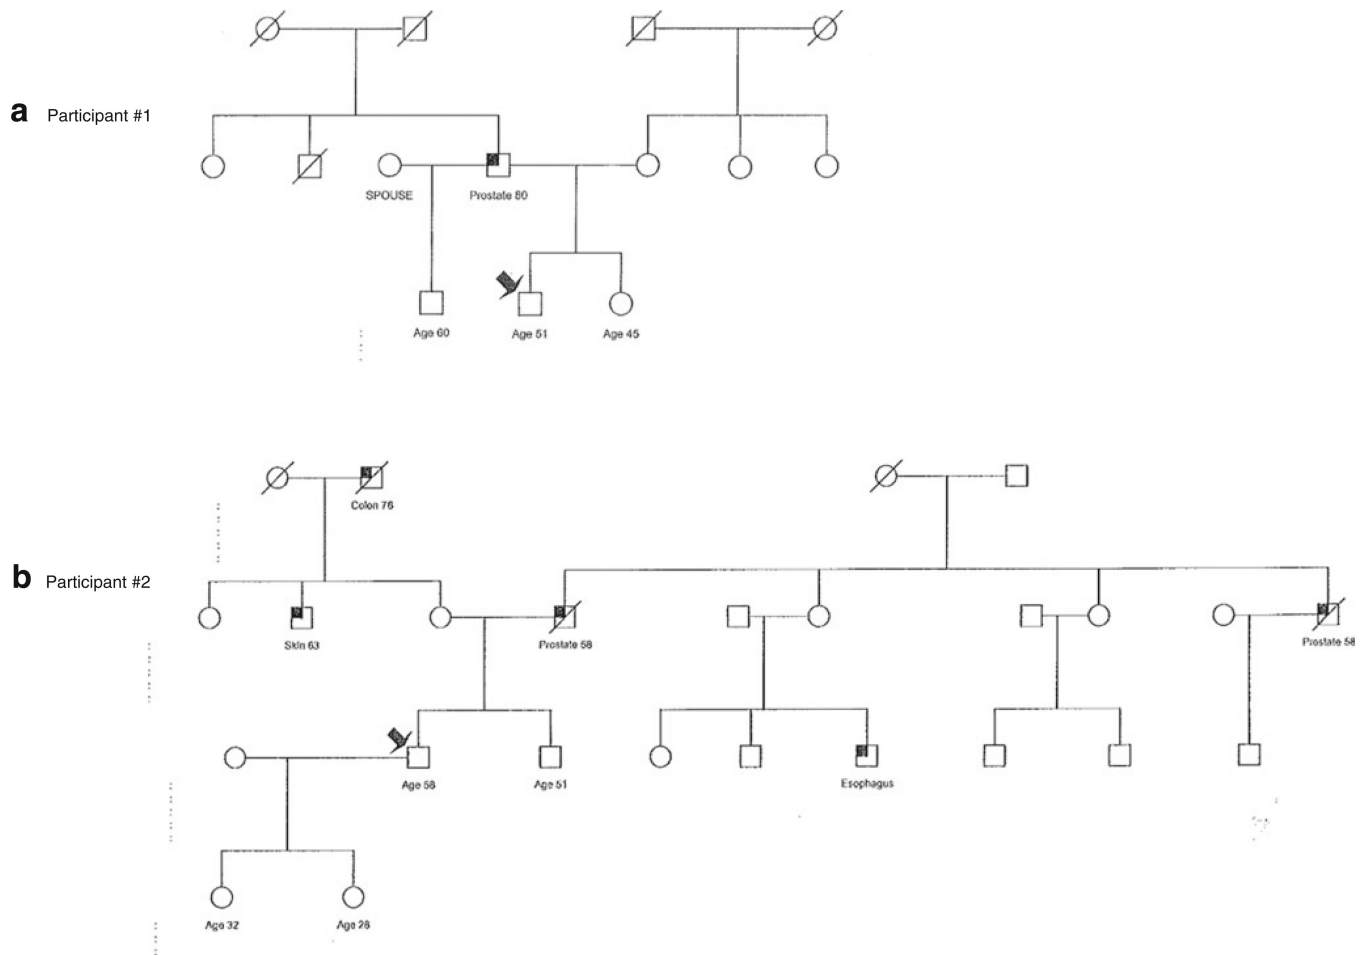 a Participant #1
SPOUSE
Prostate 80
Age 60
Age 51
Age 45
Colon 76
b Participant #2
Skin 63
Prostate 58
Prostate 58
Age 58
Age 51
Esophagus
Age 32
Age 28